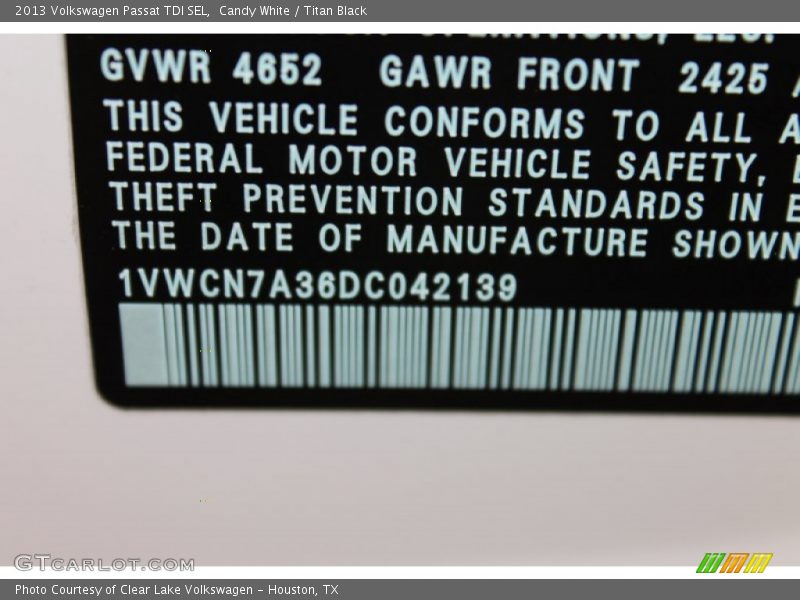 2013 Volkswagen Passat TDI SEL, Candy White / Titan Black
GVWR 4652 GAWR FRONT 2425
THIS VEHICLE CONFORMS TO ALL A
FEDERAL MOTOR VEHICLE SAFETY,
THEFT PREVENTION STANDARDS IN E
THE DATE OF MANUFACTURE SHOWN
1VWCN7A36DC042139
GTCARLOT.COM
Photo Courtesy of Clear Lake Volkswagen – Houston, TX